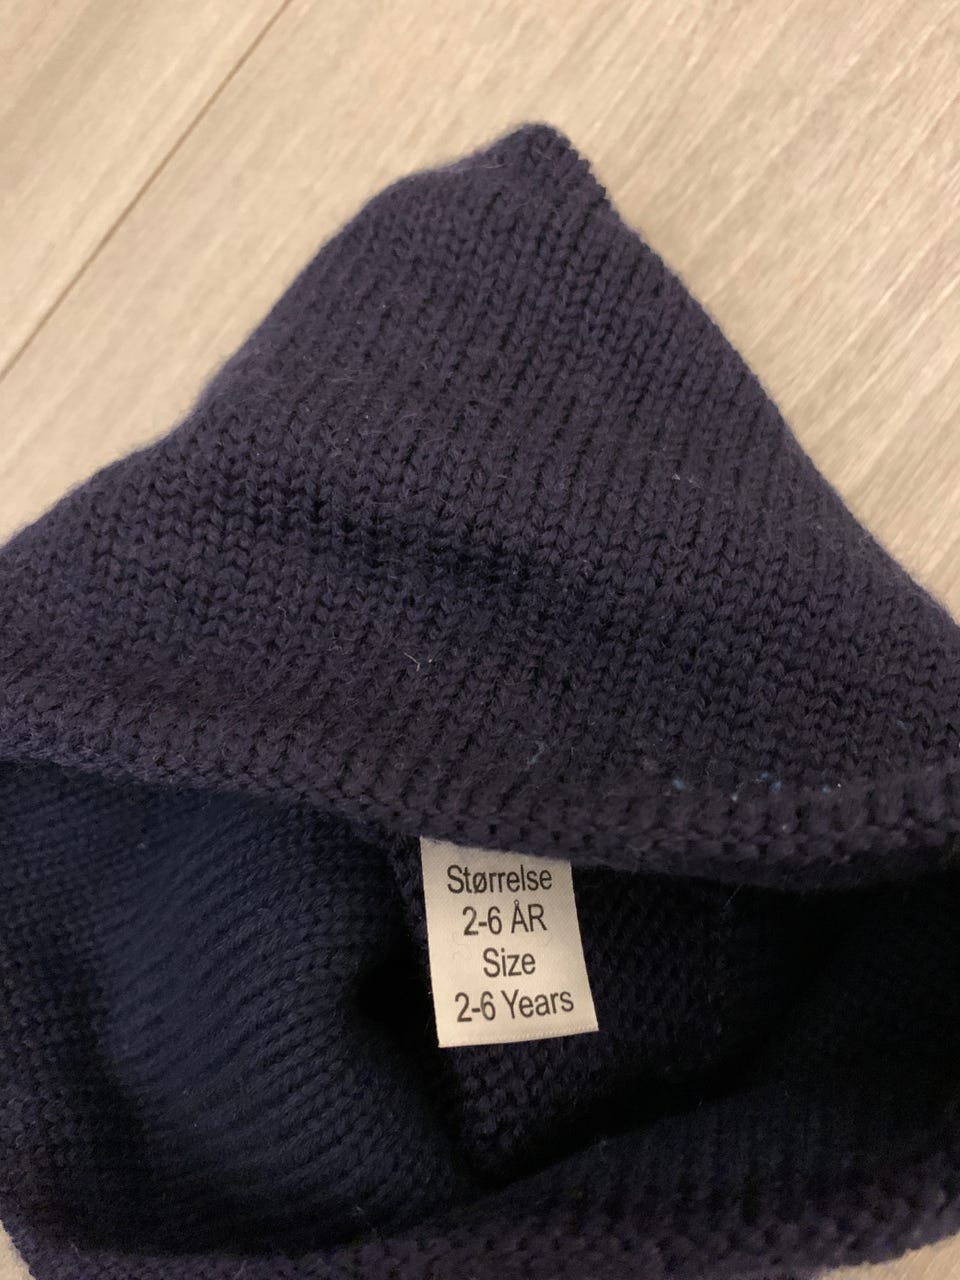 Størrelse
2-6 ÅR
Size
2-6 Years